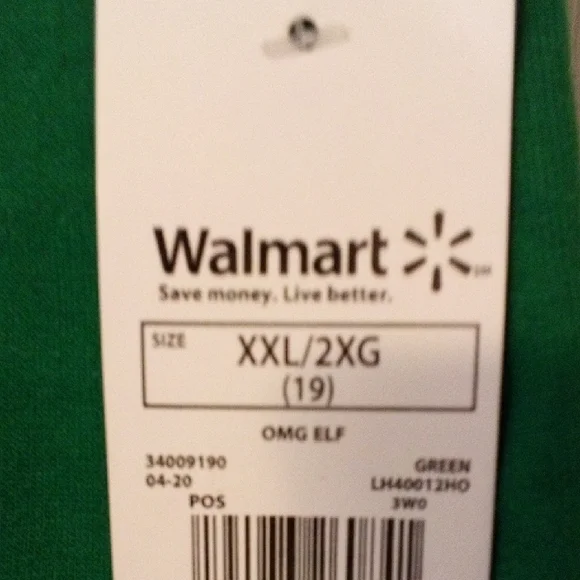 Walmart
Save money. Live better.
SIZE XXL/2XG
(19)
OMG ELF
34009190 GREEN
04-20 LH40012HO
POS 3W0